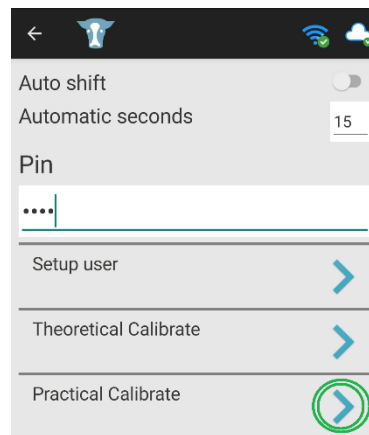 Auto shift
Automatic seconds
15
Pin
••••
Setup user
Theoretical Calibrate
Practical Calibrate